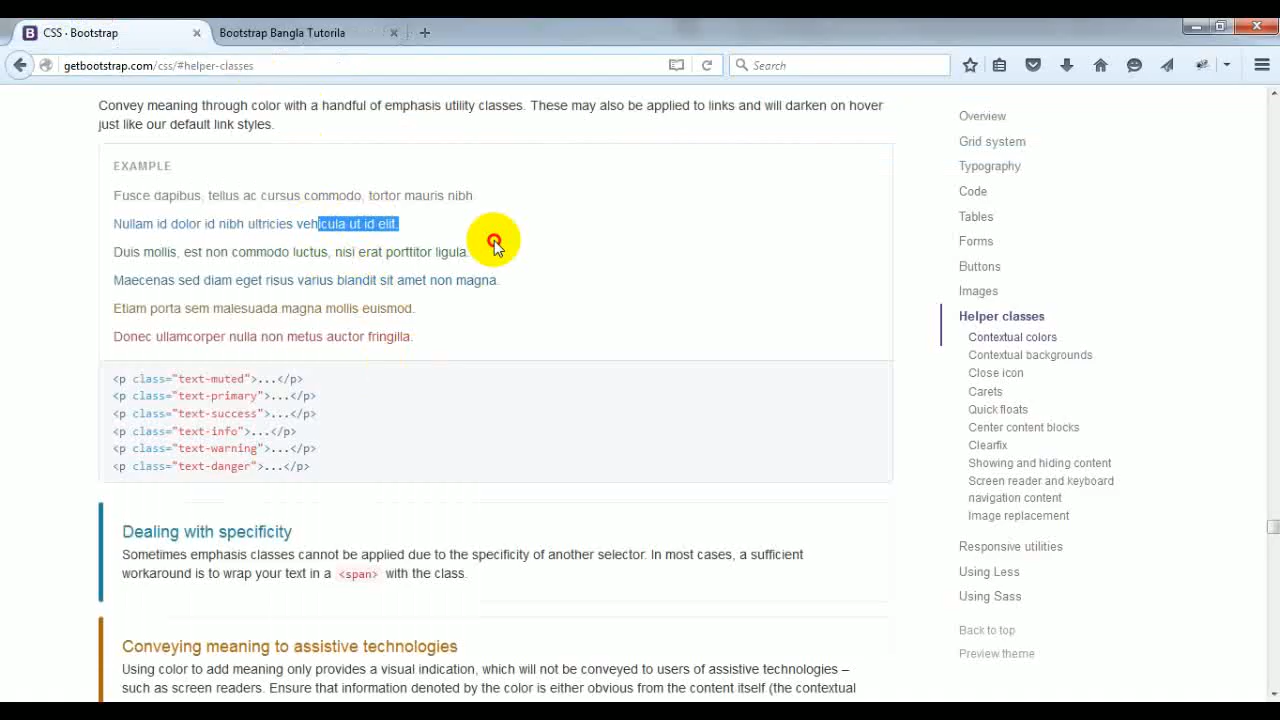 CSS · Bootstrap
Bootstrap Bangla Tutorila
getbootstrap.com/css/#helper-classes
Search
Convey meaning through color with a handful of emphasis utility classes. These may also be applied to links and will darken on hover
just like our default link styles.
EXAMPLE
Fusce dapibus, tellus ac cursus commodo, tortor mauris nibh
Nullam id dolor id nibh ultricies vehicula ut id elit.
Duis mollis, est non commodo luctus, nisi erat porttitor ligula.
Maecenas sed diam eget risus varius blandit sit amet non magna.
Etiam porta sem malesuada magna mollis euismod.
Donec ullamcorper nulla non metus auctor fringilla.
<p class="text-muted">...</p>
<p class="text-primary">...</p>
<p class="text-success">...</p>
<p class="text-info">...</p>
<p class="text-warning">...</p>
<p class="text-danger">...</p>
Dealing with specificity
Sometimes emphasis classes cannot be applied due to the specificity of another selector. In most cases, a sufficient
workaround is to wrap your text in a <span> with the class.
Conveying meaning to assistive technologies
Using color to add meaning only provides a visual indication, which will not be conveyed to users of assistive technologies –
such as screen readers. Ensure that information denoted by the color is either obvious from the content itself (the contextual
Overview
Grid system
Typography
Code
Tables
Forms
Buttons
Images
Helper classes
Contextual colors
Contextual backgrounds
Close icon
Carets
Quick floats
Center content blocks
Clearfix
Showing and hiding content
Screen reader and keyboard
navigation content
Image replacement
Responsive utilities
Using Less
Using Sass
Back to top
Preview theme